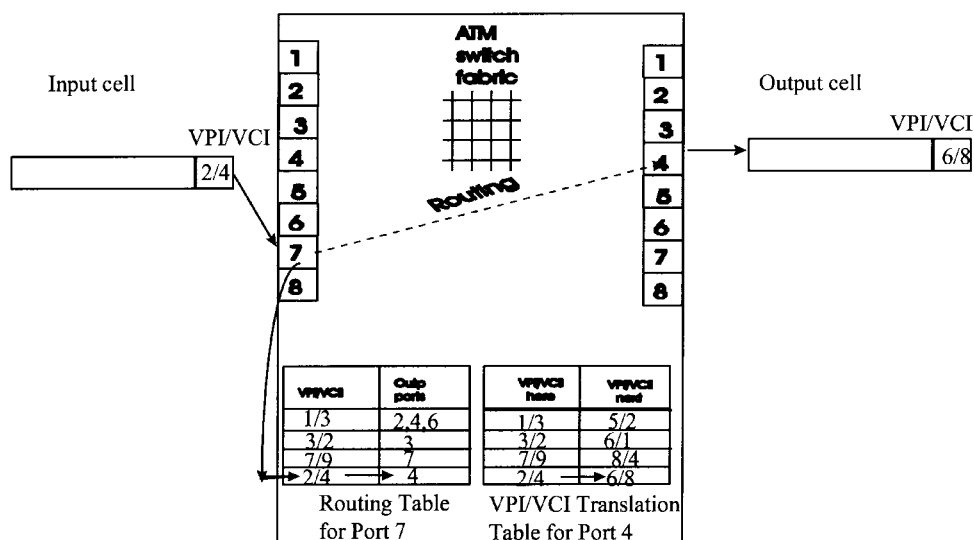 ATM
switch
fabric
Input cell
Output cell
VPI/VCI
VPI/VCI
2/4
6/8
1
2
3
4
5
6
7
8
1
2
3
4
5
6
7
8
Routing
VPI/VCI Outp ports
1/3 2,4,6
3/2 3
7/9 7
2/4 4
VPI/VCI here VPI/VCI next
1/3 5/2
3/2 6/1
7/9 8/4
2/4 6/8
Routing Table
for Port 7
VPI/VCI Translation
Table for Port 4